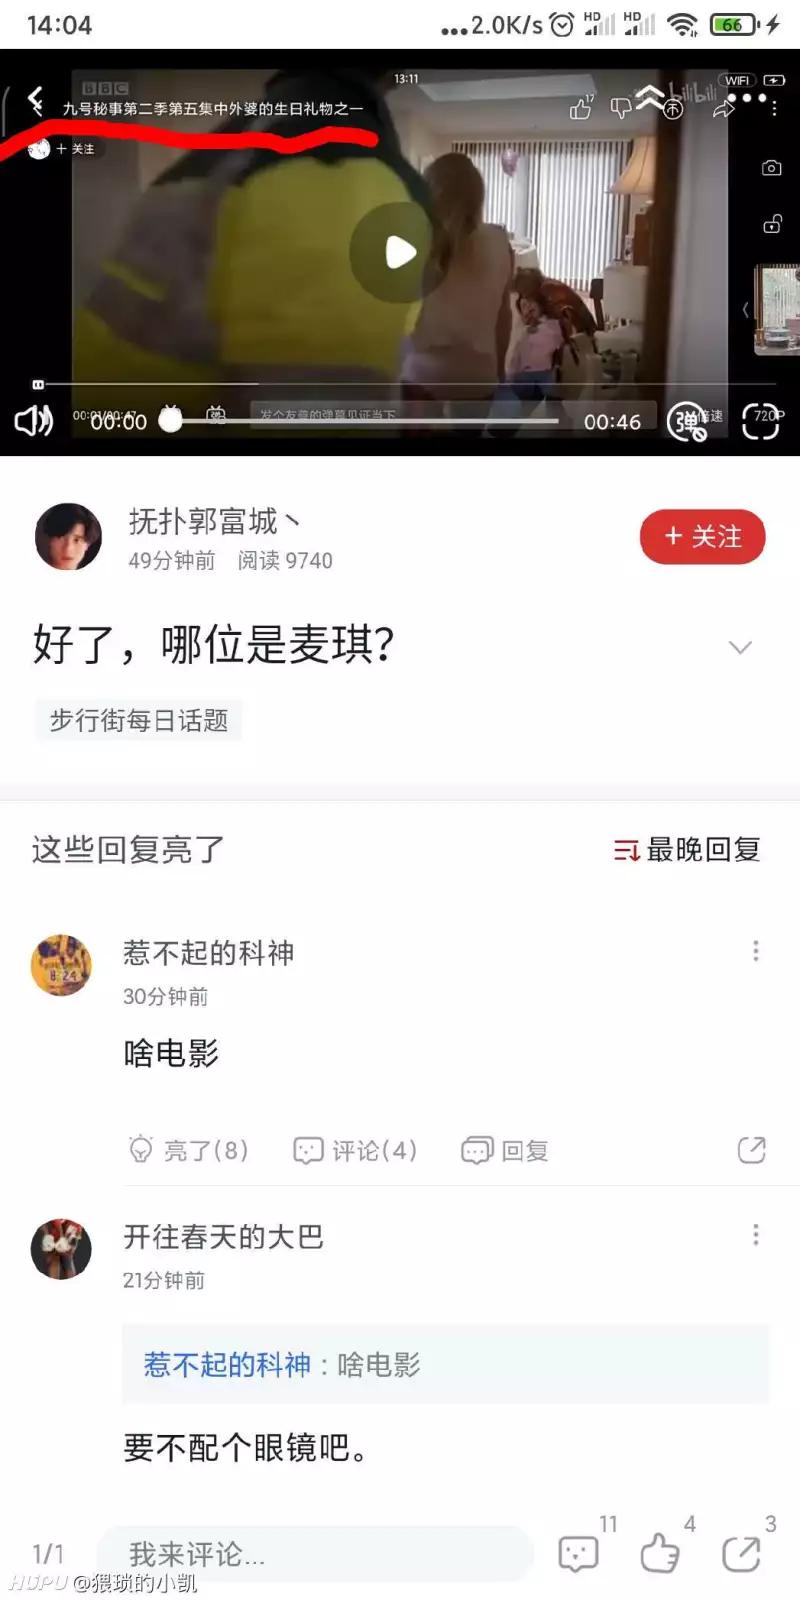 14:04
...2.0K/s HD HD 66
13:11
WIFI
BBC
九号秘事第二季第五集中外婆的生日礼物之一
17
bilibili
+ 关注
00:01/00:47
00:00
发个友善的弹幕见证当下
00:46
弹
倍速
720P
抚扑郭富城丶
49分钟前 阅读 9740
+ 关注
好了，哪位是麦琪？
步行街每日话题
这些回复亮了
最晚回复
惹不起的科神
30分钟前
啥电影
亮了(8) 评论(4) 回复
开往春天的大巴
21分钟前
惹不起的科神：啥电影
要不配个眼镜吧。
1/1
我来评论...
11
4
3
HUPU @猥琐的小凯